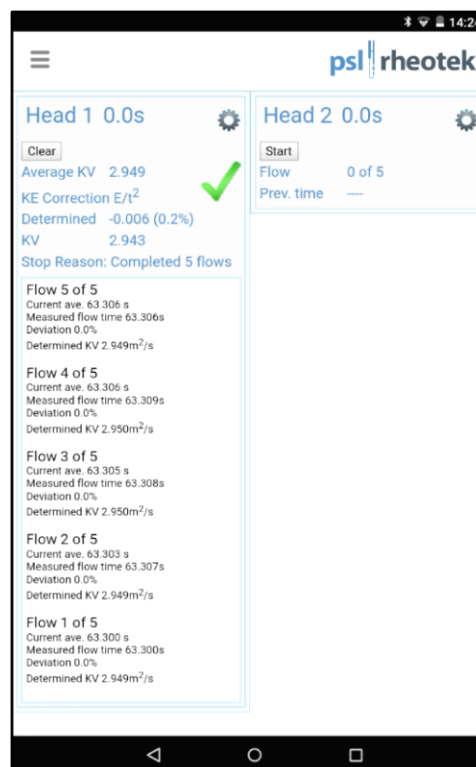 14:24
psl rheotek
Head 1 0.0s
Clear
Average KV 2.949
KE Correction E/t²
Determined -0.006 (0.2%)
KV 2.943
Stop Reason: Completed 5 flows
Flow 5 of 5
Current ave. 63.306 s
Measured flow time 63.306s
Deviation 0.0%
Determined KV 2.949m²/s
Flow 4 of 5
Current ave. 63.306 s
Measured flow time 63.309s
Deviation 0.0%
Determined KV 2.950m²/s
Flow 3 of 5
Current ave. 63.305 s
Measured flow time 63.308s
Deviation 0.0%
Determined KV 2.950m²/s
Flow 2 of 5
Current ave. 63.303 s
Measured flow time 63.307s
Deviation 0.0%
Determined KV 2.949m²/s
Flow 1 of 5
Current ave. 63.300 s
Measured flow time 63.300s
Deviation 0.0%
Determined KV 2.949m²/s
Head 2 0.0s
Start
Flow 0 of 5
Prev. time ----